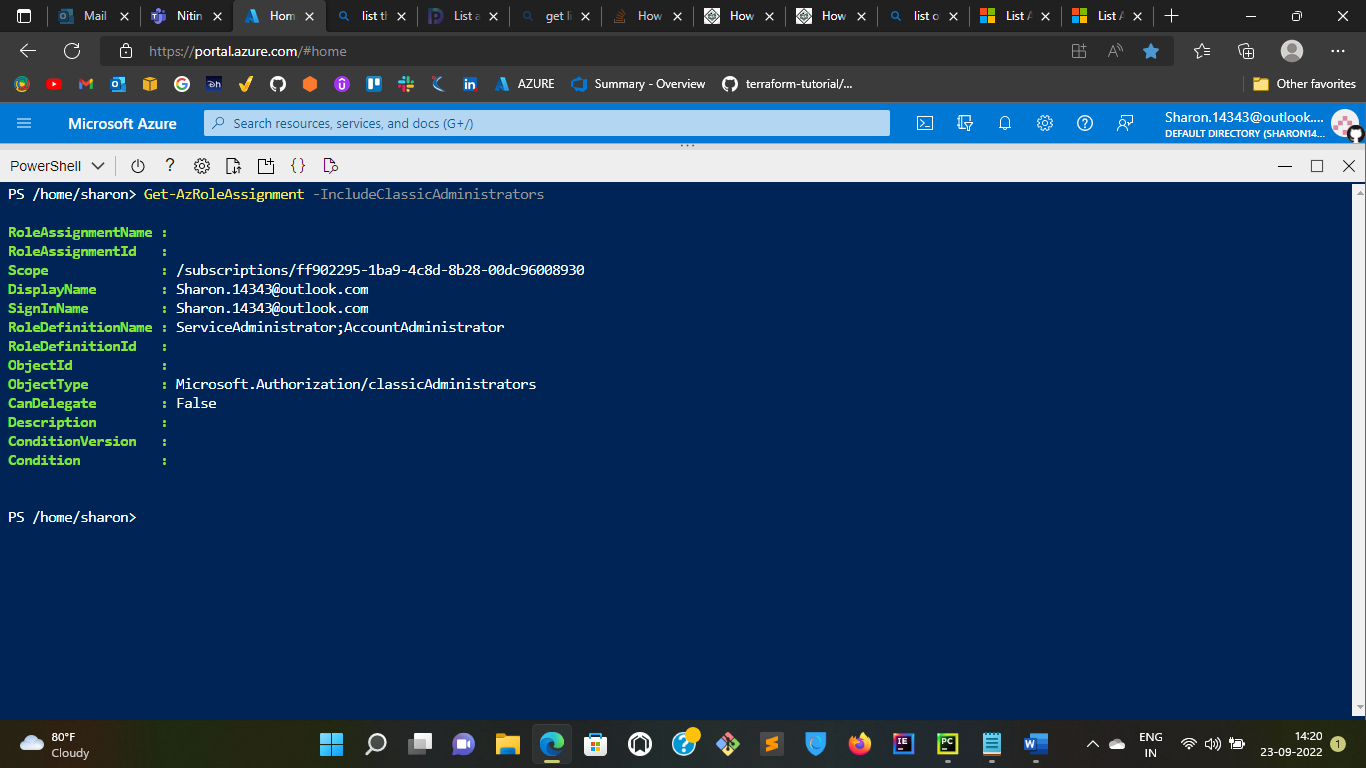 Mail
Nitin
Hom
list th
List a
get li
How
How
How
list o
List A
List A
https://portal.azure.com/#home
AZURE
Summary - Overview
terraform-tutorial/...
Other favorites
Microsoft Azure
Search resources, services, and docs (G+/)
Sharon.14343@outlook....
DEFAULT DIRECTORY (SHARON14...
PowerShell
PS /home/sharon> Get-AzRoleAssignment -IncludeClassicAdministrators
RoleAssignmentName :
RoleAssignmentId :
Scope : /subscriptions/ff902295-1ba9-4c8d-8b28-00dc96008930
DisplayName : Sharon.14343@outlook.com
SignInName : Sharon.14343@outlook.com
RoleDefinitionName : ServiceAdministrator;AccountAdministrator
RoleDefinitionId :
ObjectId :
ObjectType : Microsoft.Authorization/classicAdministrators
CanDelegate : False
Description :
ConditionVersion :
Condition :
PS /home/sharon>
80°F
Cloudy
ENG
IN
14:20
23-09-2022
1